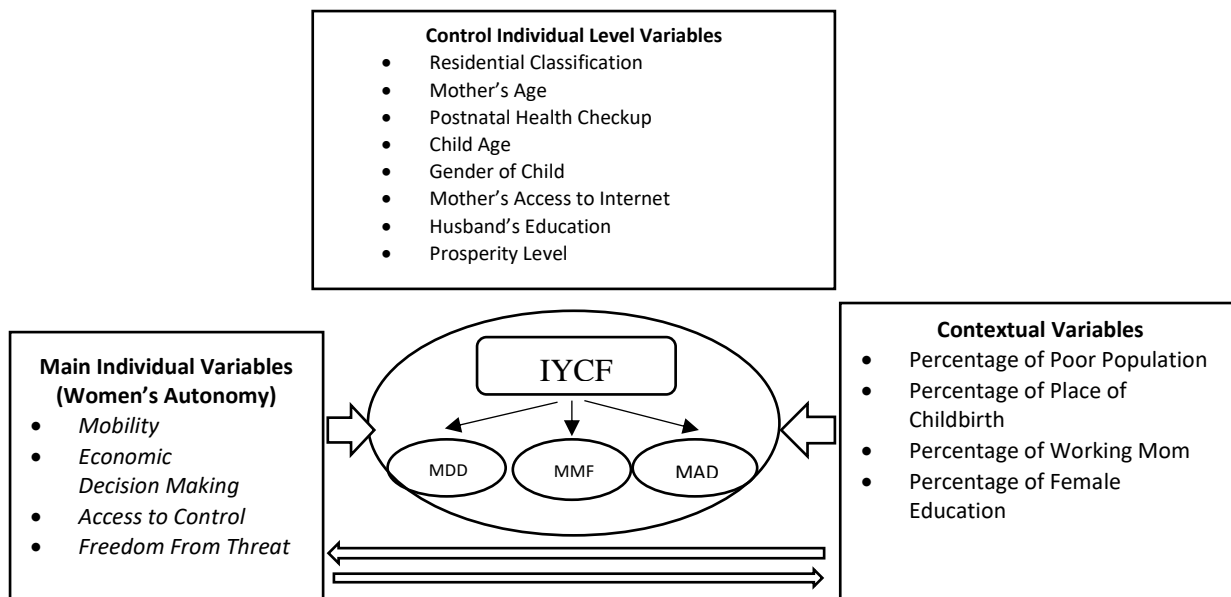 Control Individual Level Variables
• Residential Classification
• Mother’s Age
• Postnatal Health Checkup
• Child Age
• Gender of Child
• Mother’s Access to Internet
• Husband’s Education
• Prosperity Level
Main Individual Variables
(Women’s Autonomy)
• Mobility
• Economic
Decision Making
• Access to Control
• Freedom From Threat
IYCF
MDD
MMF
MAD
Contextual Variables
• Percentage of Poor Population
• Percentage of Place of
Childbirth
• Percentage of Working Mom
• Percentage of Female
Education